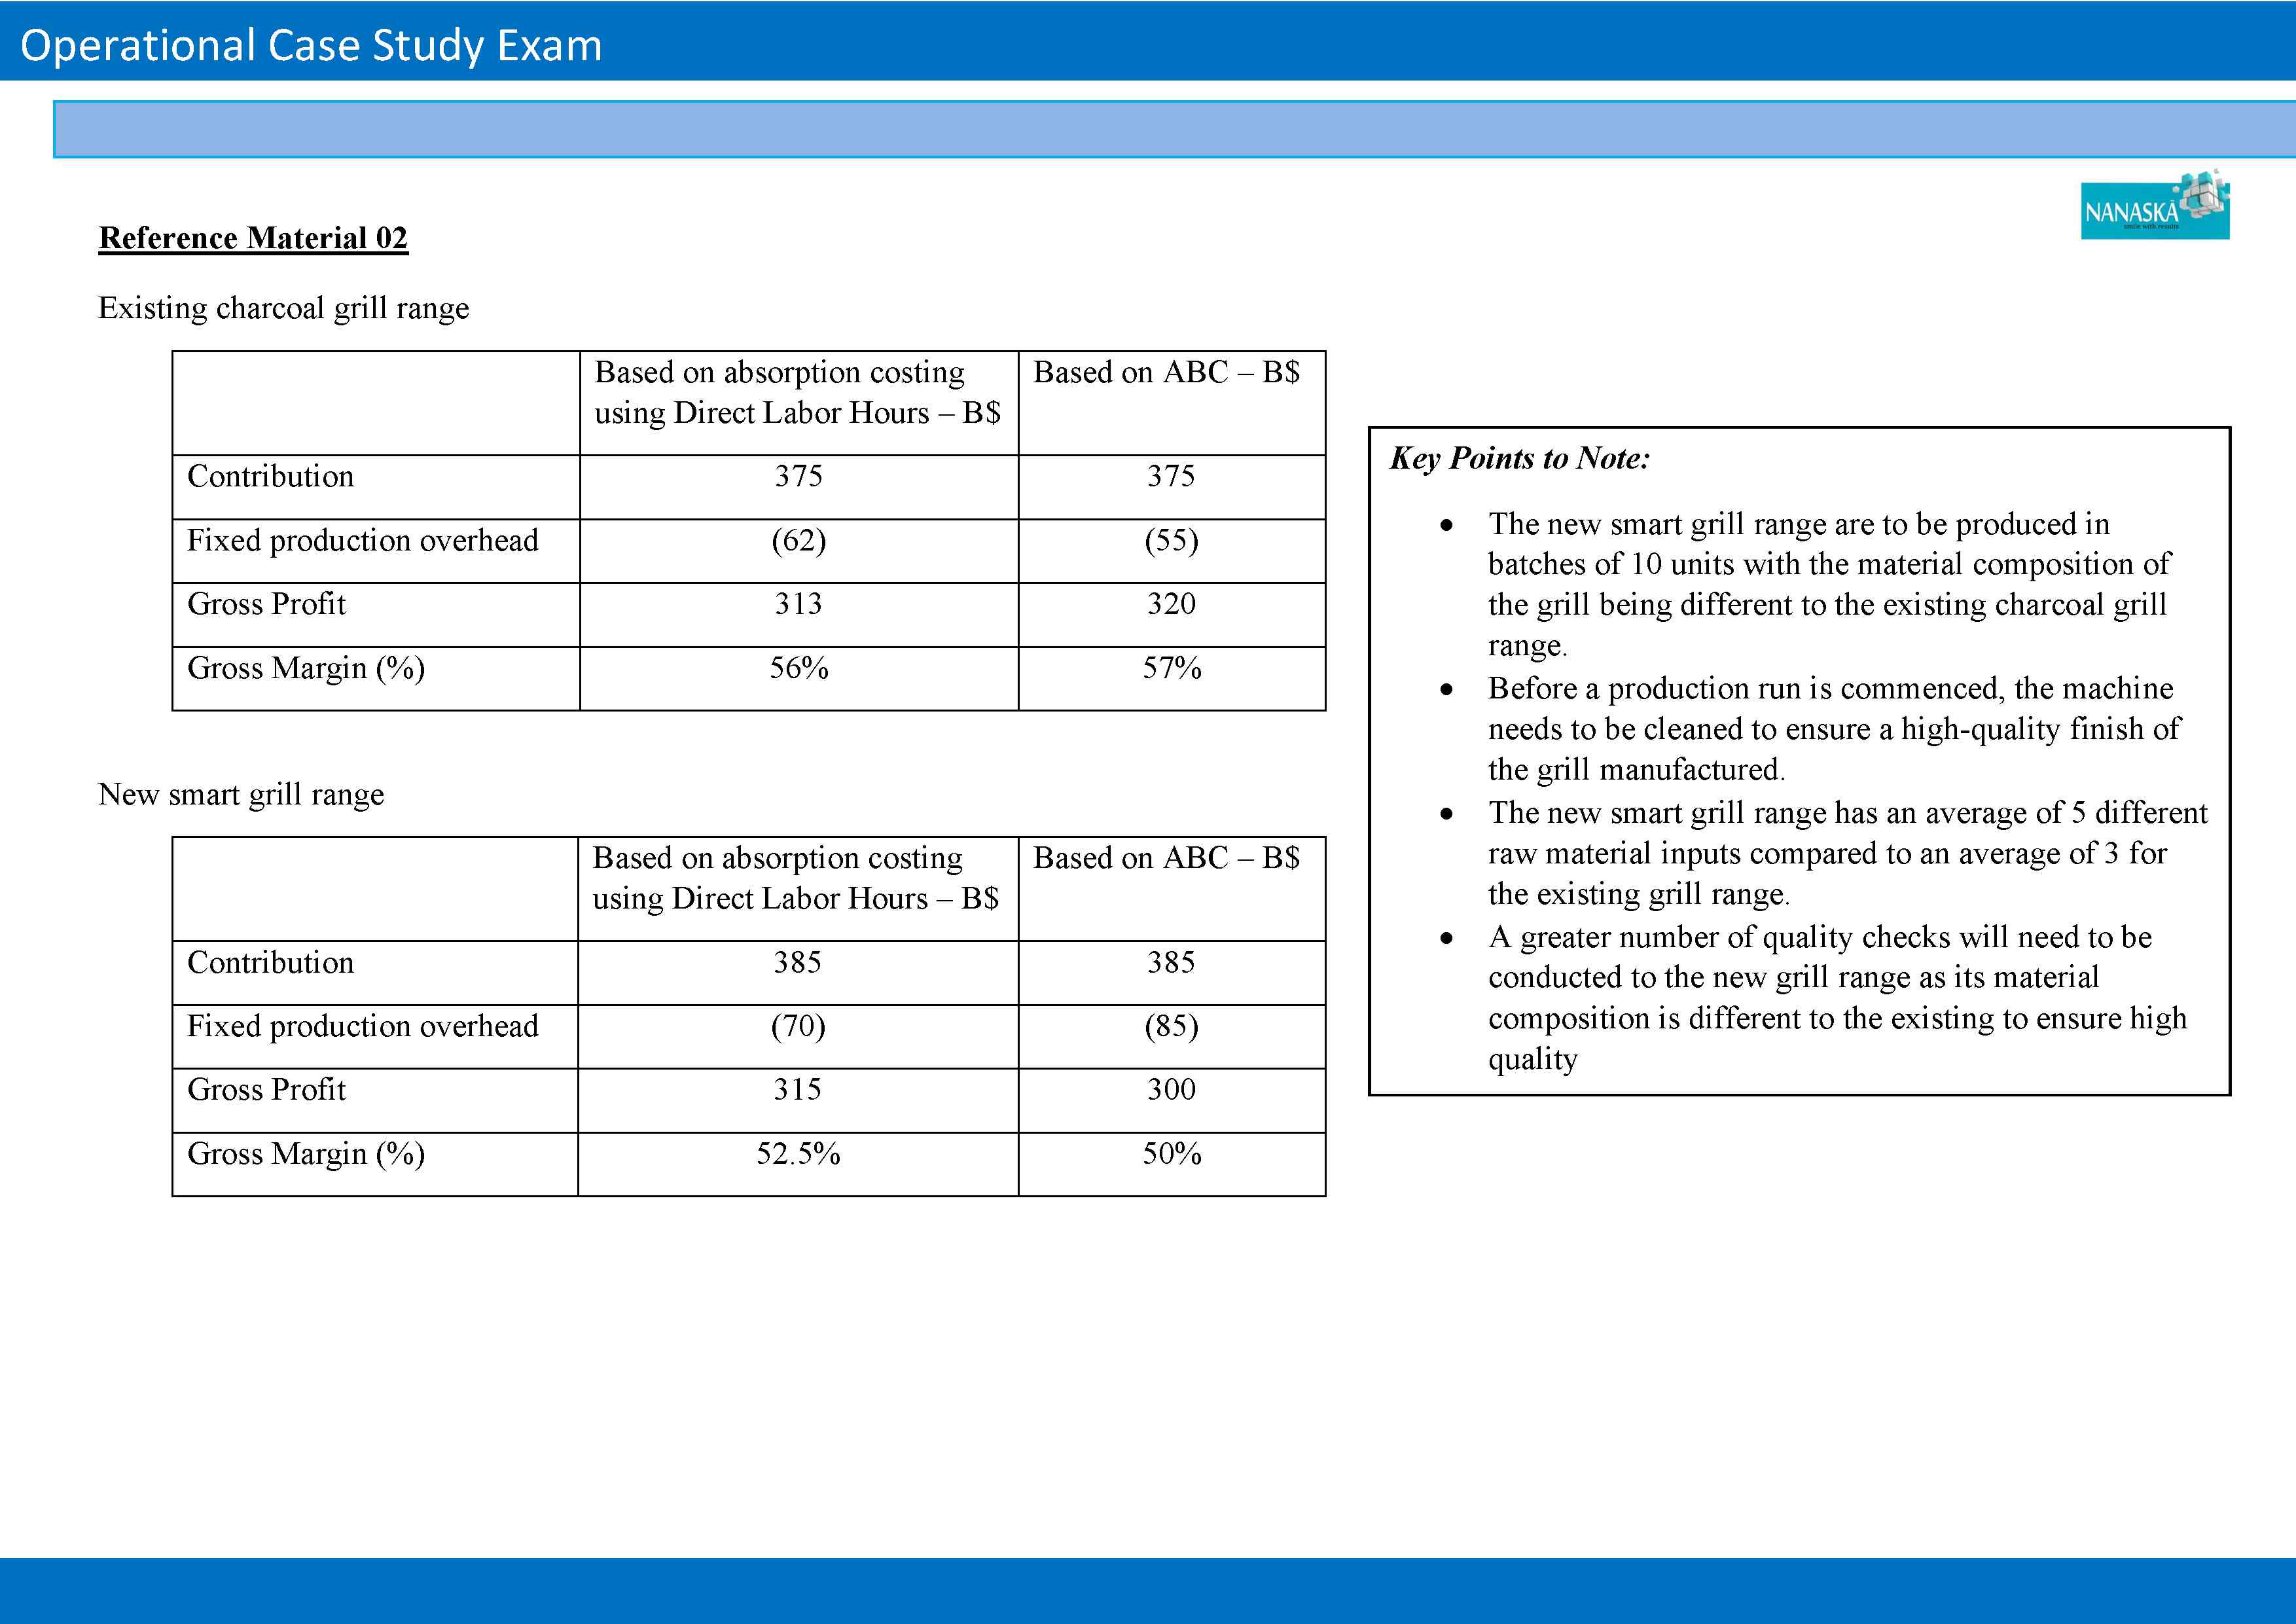 Operational Case Study Exam
NANASKA
smile with results
Reference Material 02
Existing charcoal grill range
Based on absorption costing
using Direct Labor Hours – B$
Based on ABC – B$
Contribution
375
375
Fixed production overhead
(62)
(55)
Gross Profit
313
320
Gross Margin (%)
56%
57%
New smart grill range
Based on absorption costing
using Direct Labor Hours – B$
Based on ABC – B$
Contribution
385
385
Fixed production overhead
(70)
(85)
Gross Profit
315
300
Gross Margin (%)
52.5%
50%
Key Points to Note:
• The new smart grill range are to be produced in
batches of 10 units with the material composition of
the grill being different to the existing charcoal grill
range.
• Before a production run is commenced, the machine
needs to be cleaned to ensure a high-quality finish of
the grill manufactured.
• The new smart grill range has an average of 5 different
raw material inputs compared to an average of 3 for
the existing grill range.
• A greater number of quality checks will need to be
conducted to the new grill range as its material
composition is different to the existing to ensure high
quality